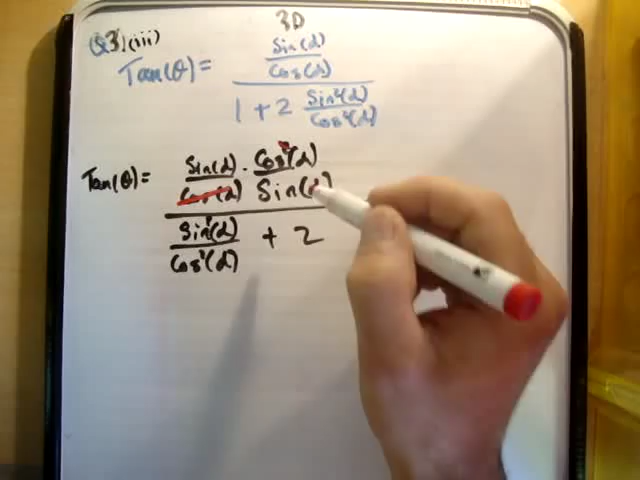 3D
Q3)(iii)
Tan(θ) = (Sin(α)/Cos(α)) / (1 + 2 Sin²(α)/Cos²(α))
Tan(θ) = (Sin(α)/Cos(α) · Cos²(α)/Sin(α)) / (Sin²(α)/Cos²(α) + 2)